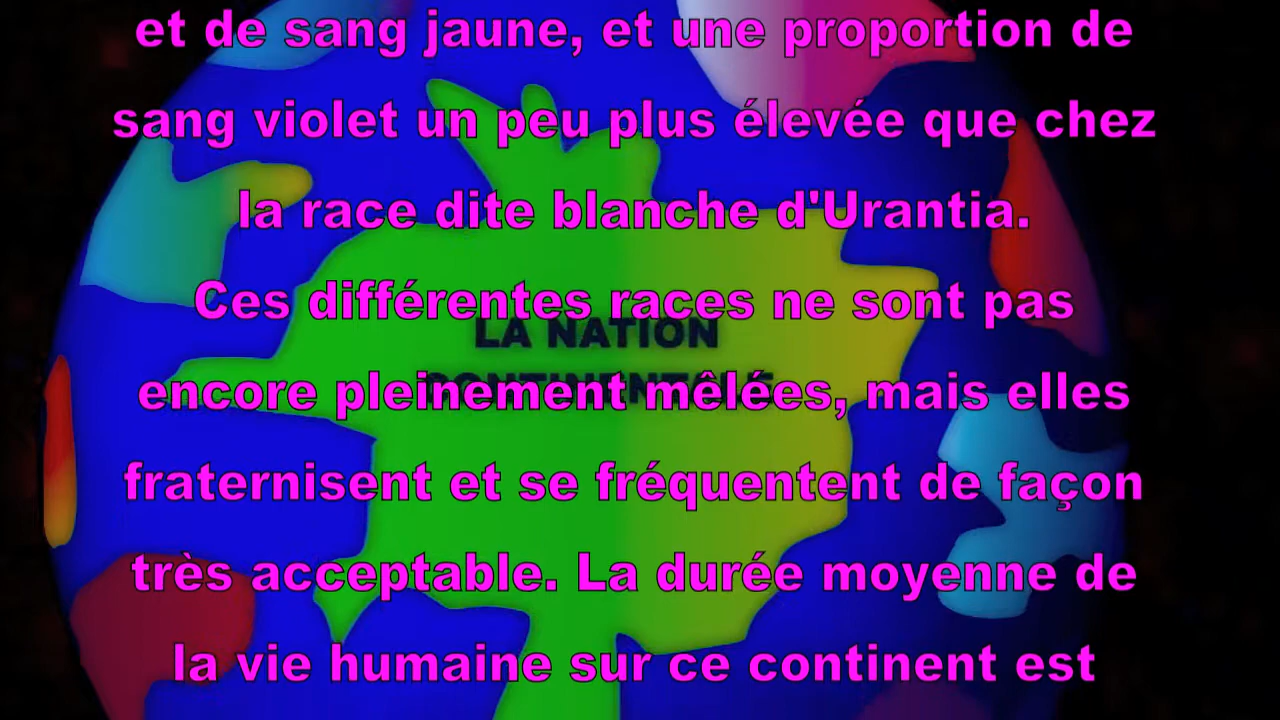 et de sang jaune, et une proportion de
sang violet un peu plus élevée que chez
la race dite blanche d'Urantia.
Ces différentes races ne sont pas
LA NATION
CONTINENTALE
encore pleinement mêlées, mais elles
fraternisent et se fréquentent de façon
très acceptable. La durée moyenne de
la vie humaine sur ce continent est